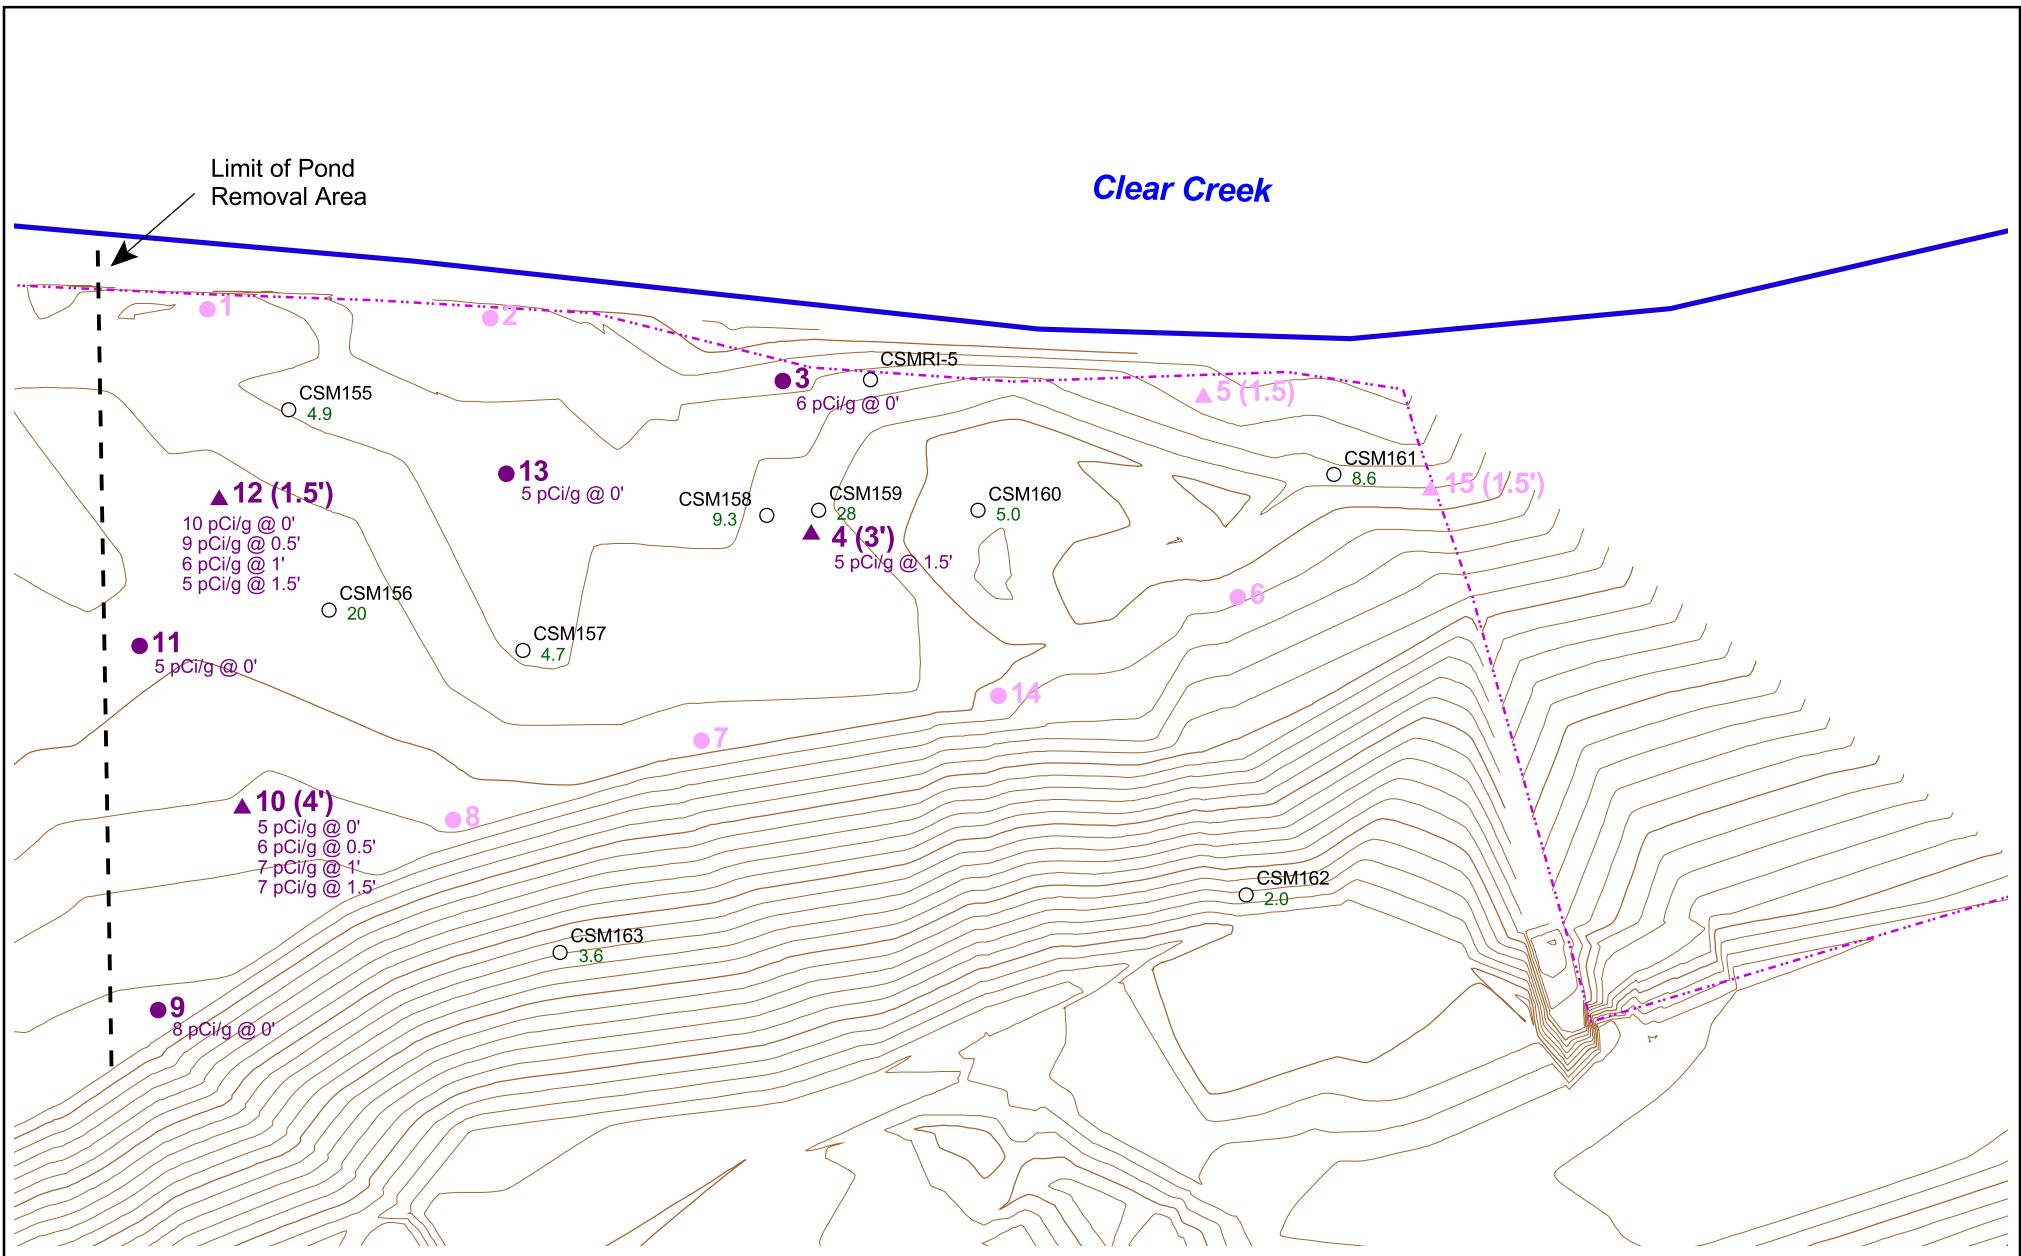 Limit of Pond
Removal Area
Clear Creek
1
2
CSMRI-5
3
6 pCi/g @ 0'
5 (1.5)
CSM155
4.9
13
5 pCi/g @ 0'
CSM161
8.6
15 (1.5')
12 (1.5')
10 pCi/g @ 0'
9 pCi/g @ 0.5'
6 pCi/g @ 1'
5 pCi/g @ 1.5'
CSM158
9.3
CSM159
28
CSM160
5.0
4 (3')
5 pCi/g @ 1.5'
CSM156
20
6
11
5 pCi/g @ 0'
CSM157
4.7
14
7
10 (4')
5 pCi/g @ 0'
6 pCi/g @ 0.5'
7 pCi/g @ 1'
7 pCi/g @ 1.5'
8
CSM162
2.0
CSM163
3.6
9
8 pCi/g @ 0'